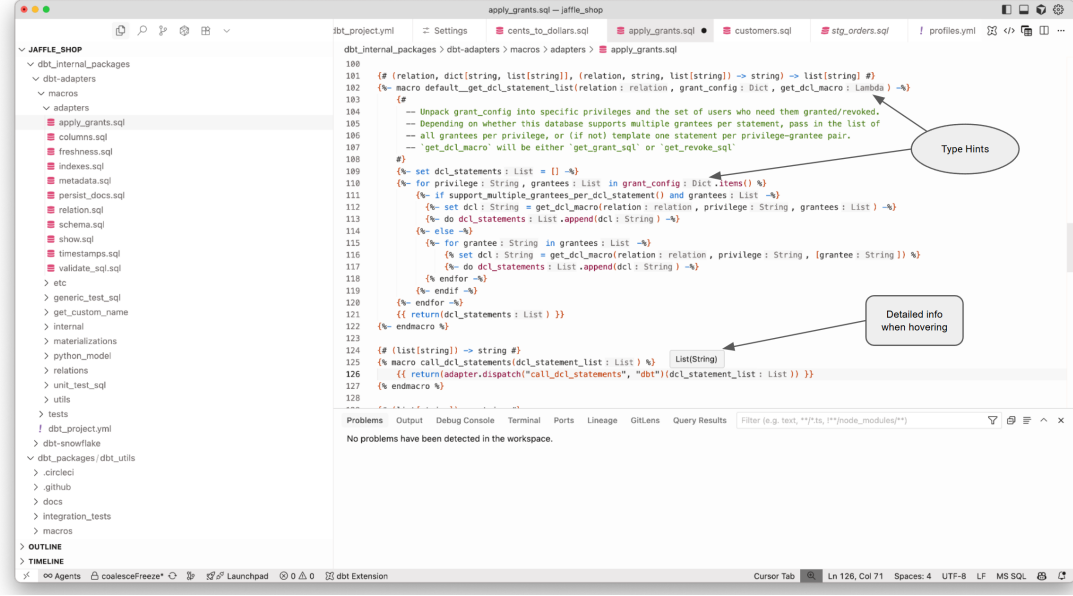 apply_grants.sql — jaffle_shop
dbt_project.yml
Settings
cents_to_dollars.sql
apply_grants.sql
customers.sql
stg_orders.sql
! profiles.yml
JAFFLE_SHOP
dbt_internal_packages
dbt-adapters
macros
adapters
apply_grants.sql
columns.sql
freshness.sql
indexes.sql
metadata.sql
persist_docs.sql
relation.sql
schema.sql
show.sql
timestamps.sql
validate_sql.sql
etc
generic_test_sql
get_custom_name
internal
materializations
python_model
relations
unit_test_sql
utils
tests
! dbt_project.yml
dbt-snowflake
dbt_packages/dbt_utils
.circleci
.github
docs
integration_tests
macros
OUTLINE
TIMELINE
dbt_internal_packages > dbt-adapters > macros > adapters > apply_grants.sql
100
101 {# (relation, dict[string, list[string]], (relation, string, list[string]) -> string) -> list[string] #}
102 {%- macro default__get_dcl_statement_list(relation: relation, grant_config: Dict, get_dcl_macro: Lambda) -%}
103 {#
104 -- Unpack grant_config into specific privileges and the set of users who need them granted/revoked.
105 -- Depending on whether this database supports multiple grantees per statement, pass in the list of
106 -- all grantees per privilege, or (if not) template one statement per privilege-grantee pair.
107 -- `get_dcl_macro` will be either `get_grant_sql` or `get_revoke_sql`
108 #}
109 {%- set dcl_statements: List = [] -%}
110 {%- for privilege: String, grantees: List in grant_config: Dict.items() %}
111 {%- if support_multiple_grantees_per_dcl_statement() and grantees: List -%}
112 {%- set dcl: String = get_dcl_macro(relation: relation, privilege: String, grantees: List) -%}
113 {%- do dcl_statements: List.append(dcl: String) -%}
114 {%- else -%}
115 {%- for grantee: String in grantees: List -%}
116 {% set dcl: String = get_dcl_macro(relation: relation, privilege: String, [grantee: String]) %}
117 {%- do dcl_statements: List.append(dcl: String) -%}
118 {% endfor -%}
119 {%- endif -%}
120 {%- endfor -%}
121 {{ return(dcl_statements: List) }}
122 {%- endmacro %}
123
124 {# (list[string]) -> string #}
125 {% macro call_dcl_statements(dcl_statement_list: List) %}
126 {{ return(adapter.dispatch("call_dcl_statements", "dbt")(dcl_statement_list: List)) }}
127 {% endmacro %}
128
List(String)
Type Hints
Detailed info
when hovering
Problems Output Debug Console Terminal Ports Lineage GitLens Query Results Filter (e.g. text, **/*.ts, !**/node_modules/**)
No problems have been detected in the workspace.
Agents coalesceFreeze* Launchpad 0 0 dbt Extension Cursor Tab Ln 126, Col 71 Spaces: 4 UTF-8 LF MS SQL